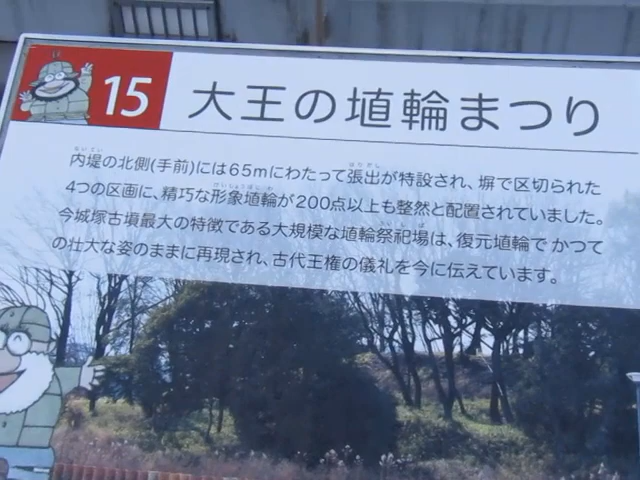 15 大王の埴輪まつり
内堤の北側(手前)には65mにわたって張出が特設され、塀で区切られた
4つの区画に、精巧な形象埴輪が200点以上も整然と配置されていました。
今城塚古墳最大の特徴である大規模な埴輪祭祀場は、復元埴輪でかつて
の壮大な姿のままに再現され、古代王権の儀礼を今に伝えています。